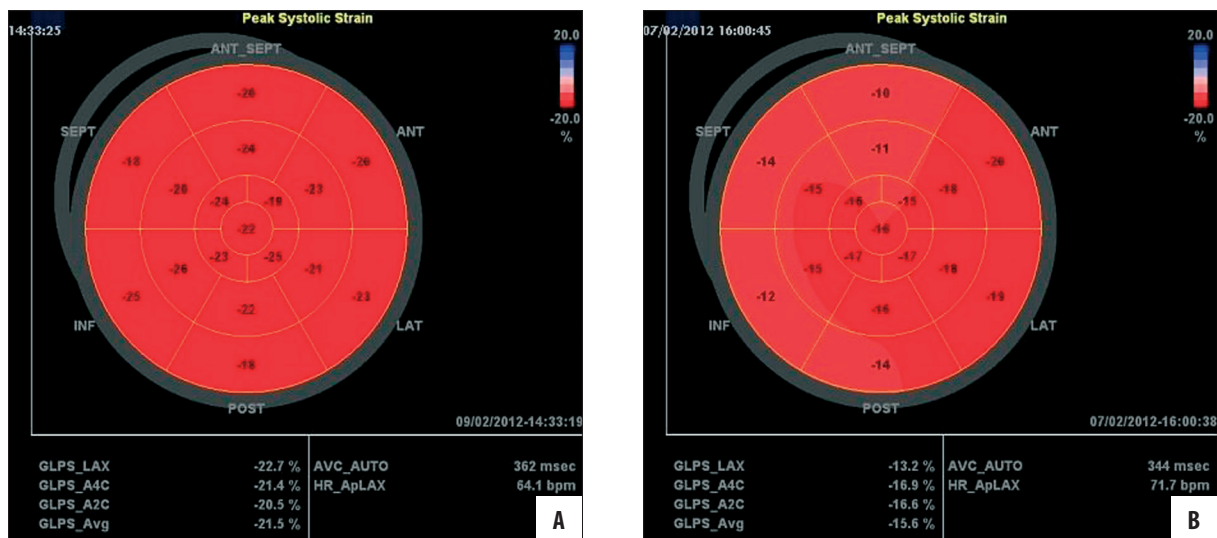 Peak Systolic Strain
14:33:25
ANT_SEPT
20.0
-20.0
%
SEPT
ANT
-20
-18
-24
-20
-20
-23
-24
-19
-22
-23
-25
-26
-21
-25
-23
-22
-18
INF
LAT
POST
09/02/2012-14:33:19
GLPS_LAX -22.7 % AVC_AUTO 362 msec
GLPS_A4C -21.4 % HR_ApLAX 64.1 bpm
GLPS_A2C -20.5 %
GLPS_Avg -21.5 %
A
Peak Systolic Strain
07/02/2012 16:00:45
ANT_SEPT
20.0
-20.0
%
SEPT
ANT
-10
-14
-11
-20
-15
-18
-16
-15
-16
-17
-17
-15
-18
-12
-19
-16
-14
INF
LAT
POST
07/02/2012-16:00:38
GLPS_LAX -13.2 % AVC_AUTO 344 msec
GLPS_A4C -16.9 % HR_ApLAX 71.7 bpm
GLPS_A2C -16.6 %
GLPS_Avg -15.6 %
B